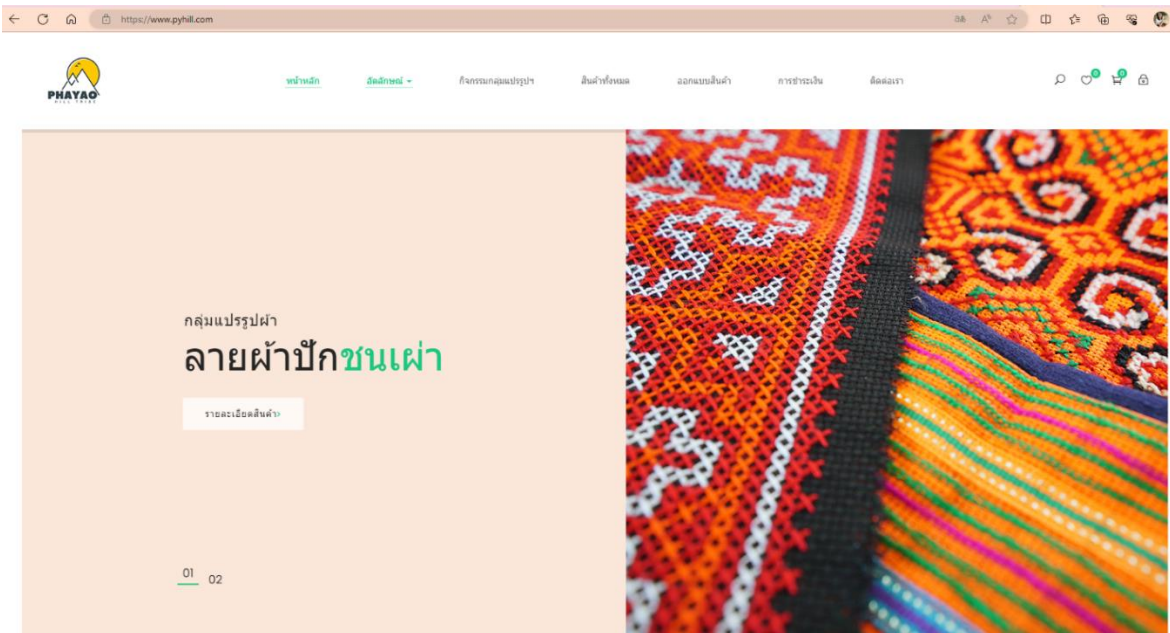 https://www.pyhill.com
PHAYAO
HILL TRIBE
หน้าหลัก อัตลักษณ์ กิจกรรมกลุ่มแปรรูปฯ สินค้าทั้งหมด ออกแบบสินค้า การชำระเงิน ติดต่อเรา
0 0
กลุ่มแปรรูปผ้า
ลายผ้าปักชนเผ่า
รายละเอียดสินค้า>
01 02